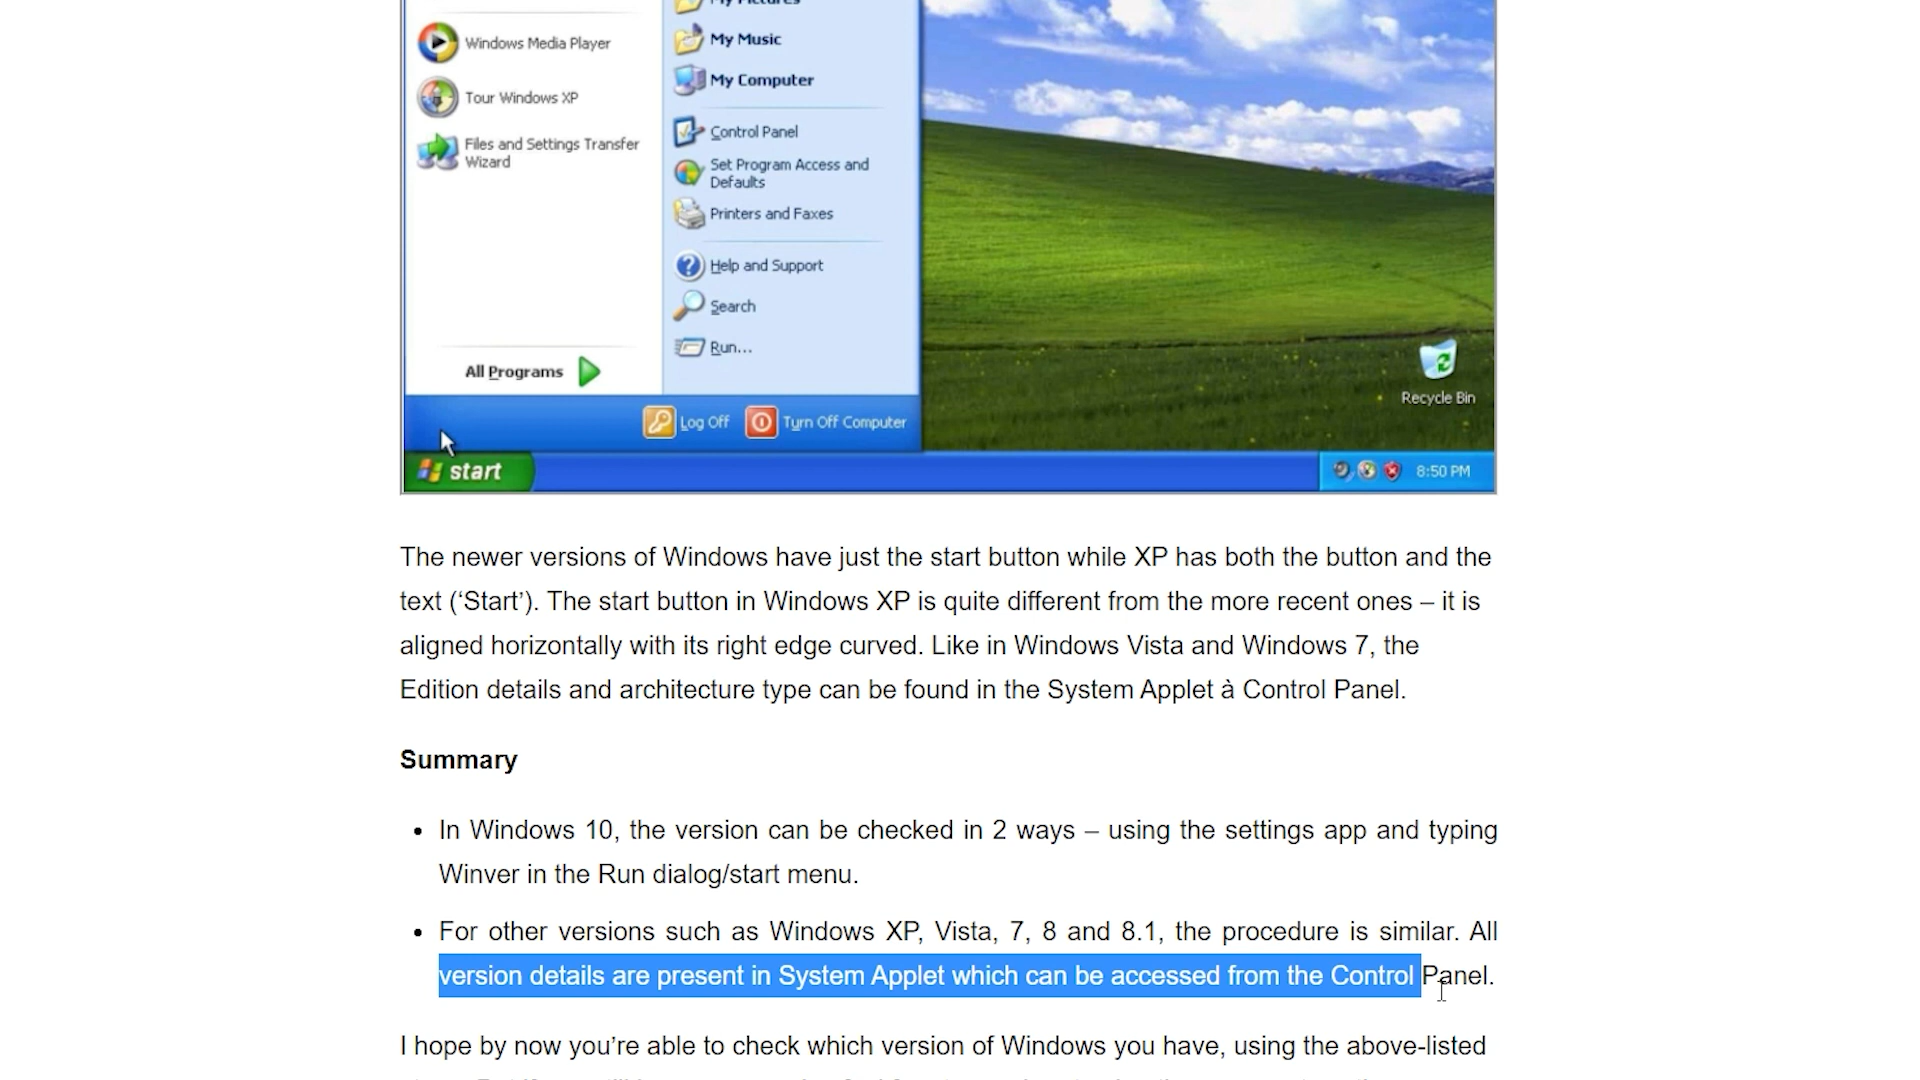 My Pictures
Windows Media Player
My Music
My Computer
Tour Windows XP
Control Panel
Files and Settings Transfer
Wizard
Set Program Access and
Defaults
Printers and Faxes
Help and Support
Search
Run...
All Programs
Recycle Bin
Log Off
Turn Off Computer
start
8:50 PM
The newer versions of Windows have just the start button while XP has both the button and the
text (‘Start’). The start button in Windows XP is quite different from the more recent ones – it is
aligned horizontally with its right edge curved. Like in Windows Vista and Windows 7, the
Edition details and architecture type can be found in the System Applet à Control Panel.
Summary
• In Windows 10, the version can be checked in 2 ways – using the settings app and typing
Winver in the Run dialog/start menu.
• For other versions such as Windows XP, Vista, 7, 8 and 8.1, the procedure is similar. All
version details are present in System Applet which can be accessed from the Control Panel.
I hope by now you’re able to check which version of Windows you have, using the above-listed